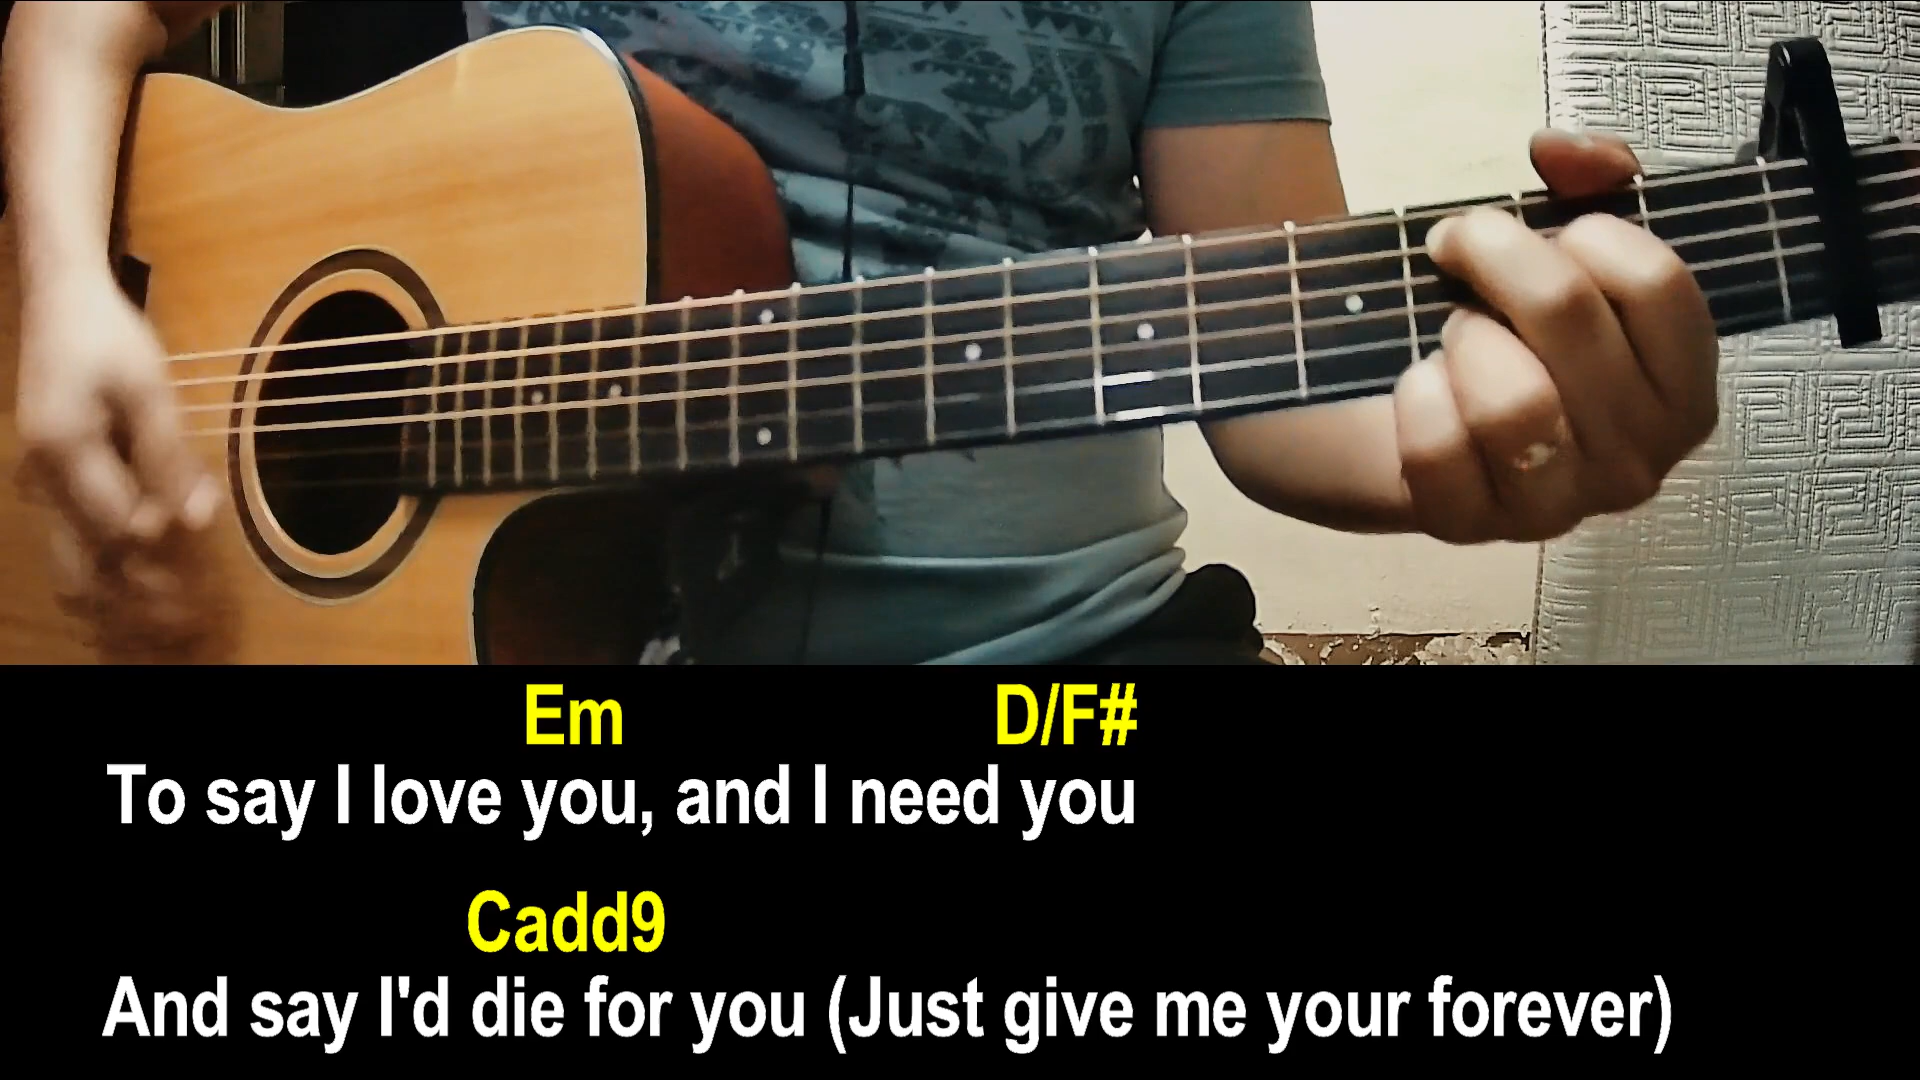 Em D/F#
To say I love you, and I need you
Cadd9
And say I'd die for you (Just give me your forever)